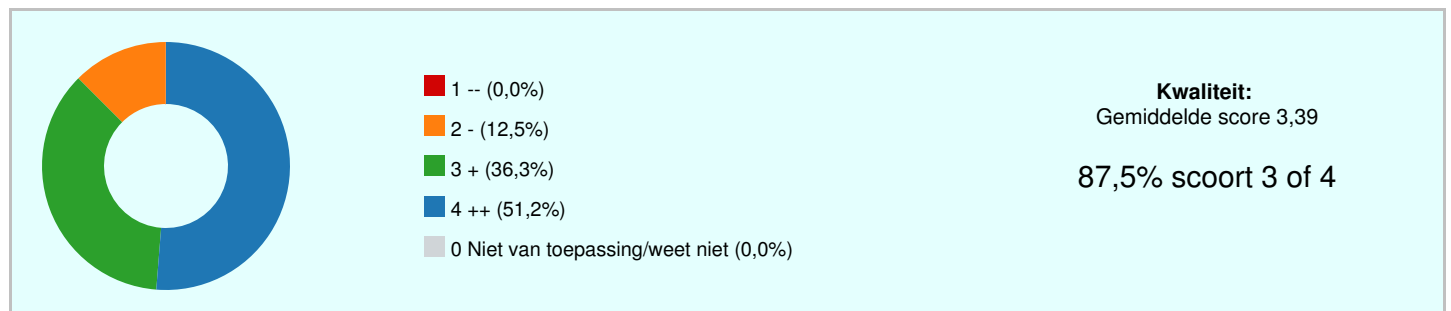 1 -- (0,0%)
2 - (12,5%)
3 + (36,3%)
4 ++ (51,2%)
0 Niet van toepassing/weet niet (0,0%)
Kwaliteit:
Gemiddelde score 3,39
87,5% scoort 3 of 4